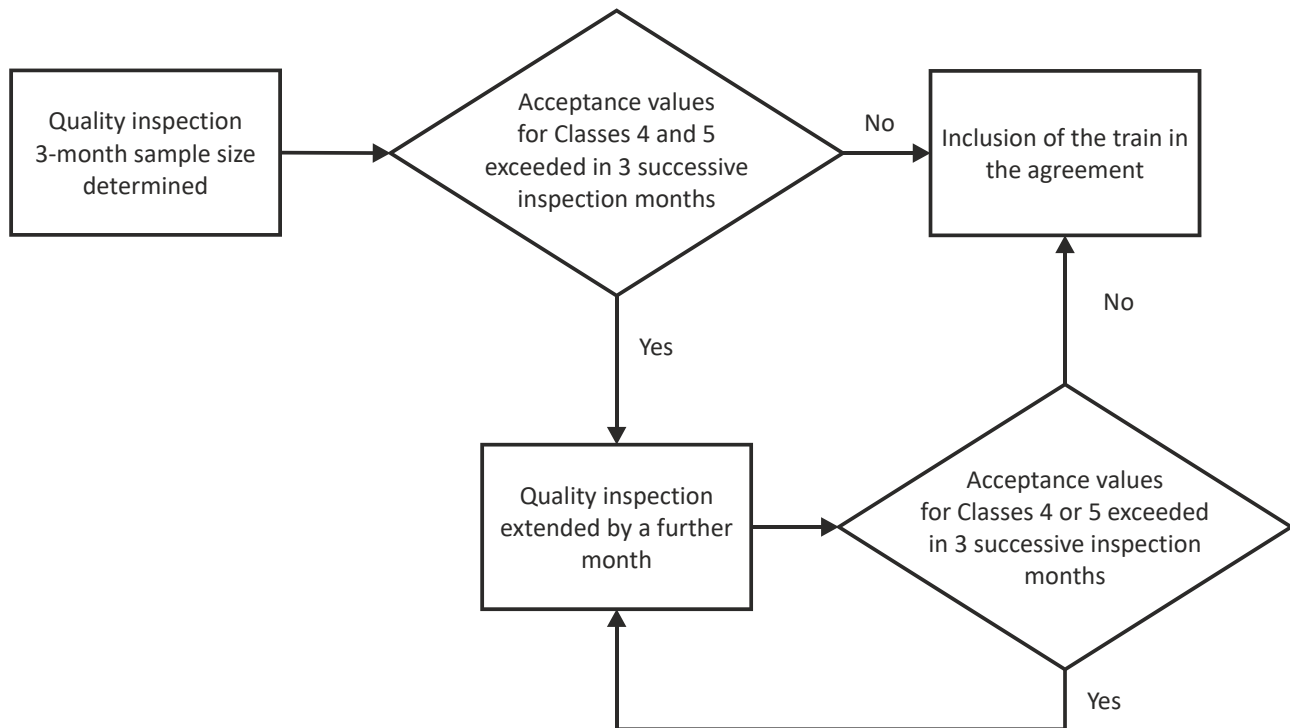 Quality inspection
3-month sample size
determined
Acceptance values
for Classes 4 and 5
exceeded in 3 successive
inspection months
No
Inclusion of the train in
the agreement
Yes
No
Quality inspection
extended by a further
month
Acceptance values
for Classes 4 or 5 exceeded
in 3 successive inspection
months
Yes